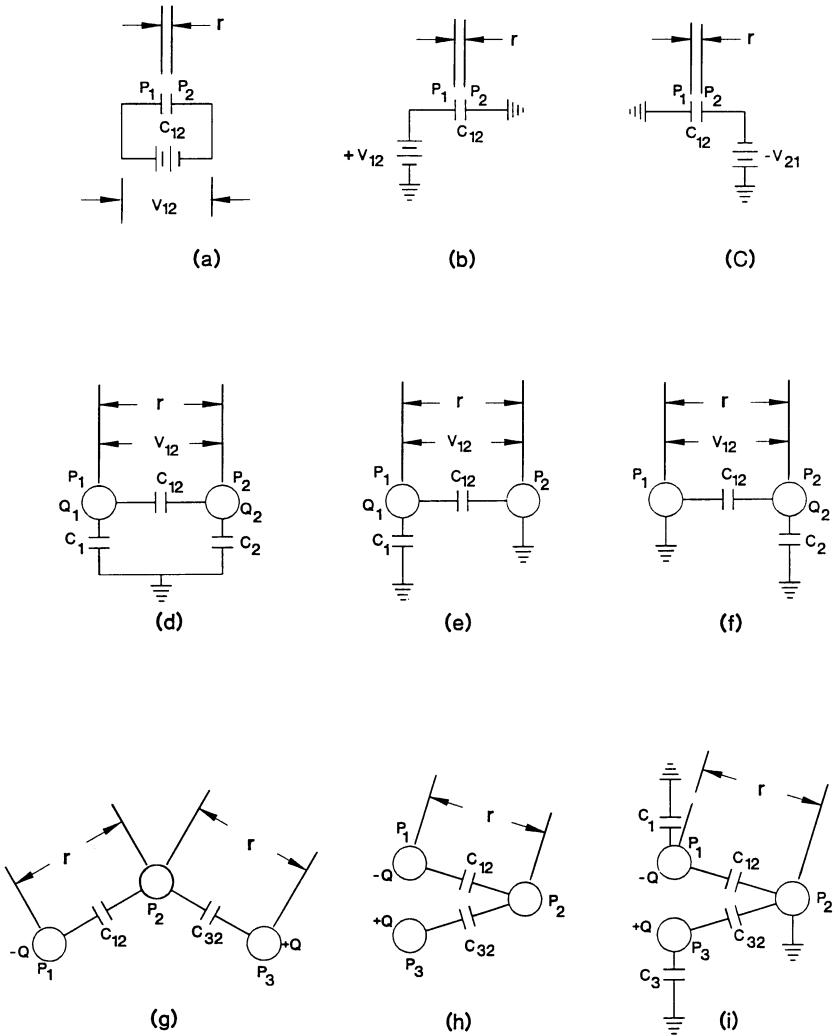 r r r
P1 P2 P1 P2 P1 P2
C12 C12 C12
+V12 -V21
V12
(a) (b) (C)
r r r
V12 V12 V12
P1 C12 P2 P1 C12 P2 P1 C12 P2
Q1 Q2 Q1 Q2
C1 C2 C1 C2
(d) (e) (f)
r r r r
C1
P1 P1
C12 C12
-Q -Q
P2 P2 P2
C12 C32 +Q C32 +Q C32
-Q P1 P3 +Q P3 P3
C3
(g) (h) (i)